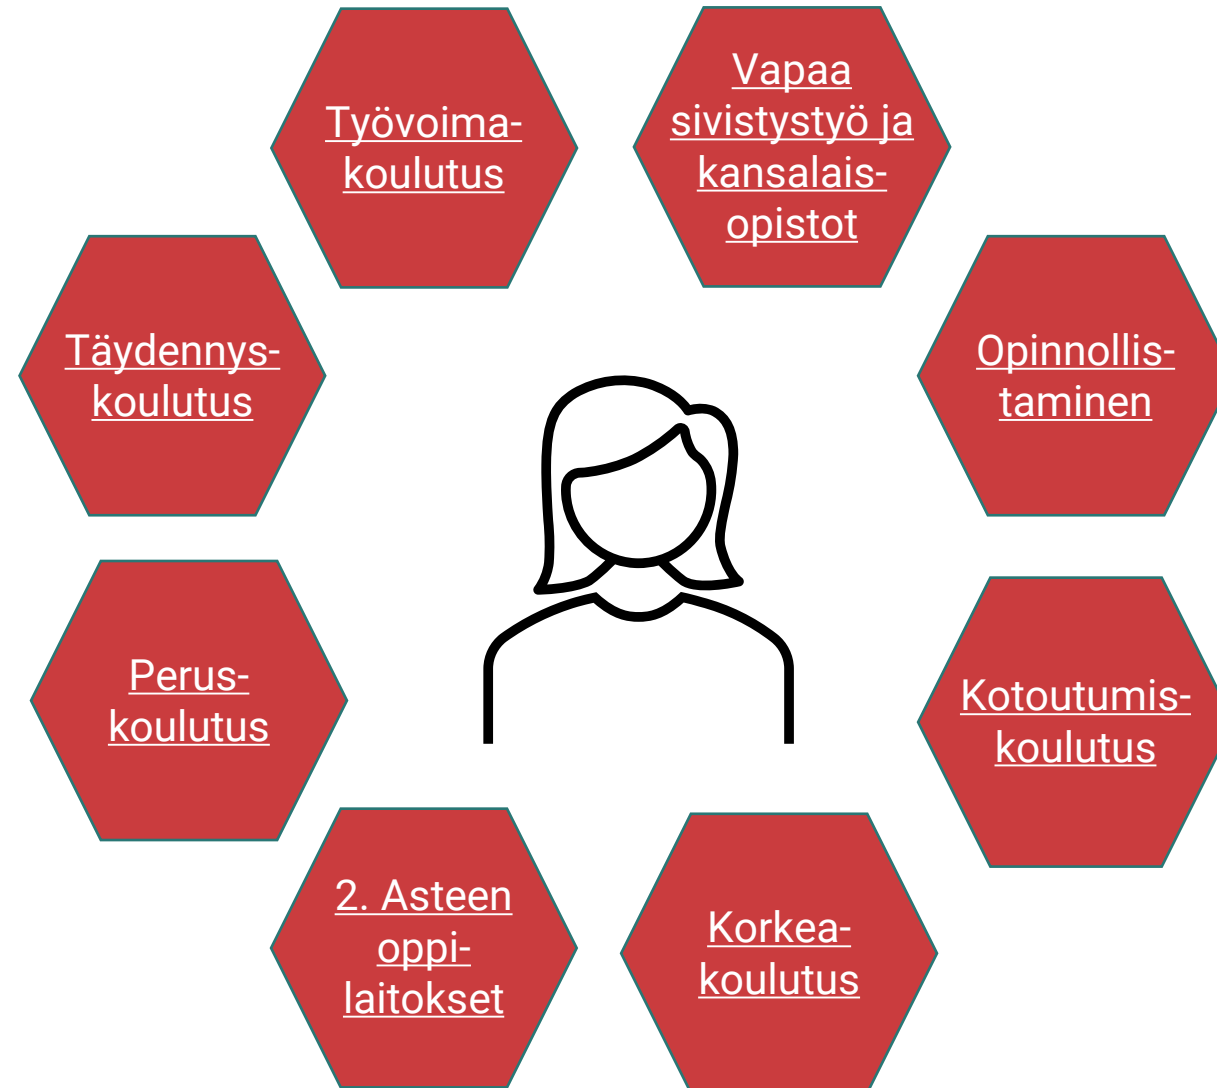 Työvoima-
koulutus
Vapaa
sivistystyö ja
kansalais-
opistot
Täydennys-
koulutus
Opinnollis-
taminen
Perus-
koulutus
Kotoutumis-
koulutus
2. Asteen
oppi-
laitokset
Korkea-
koulutus